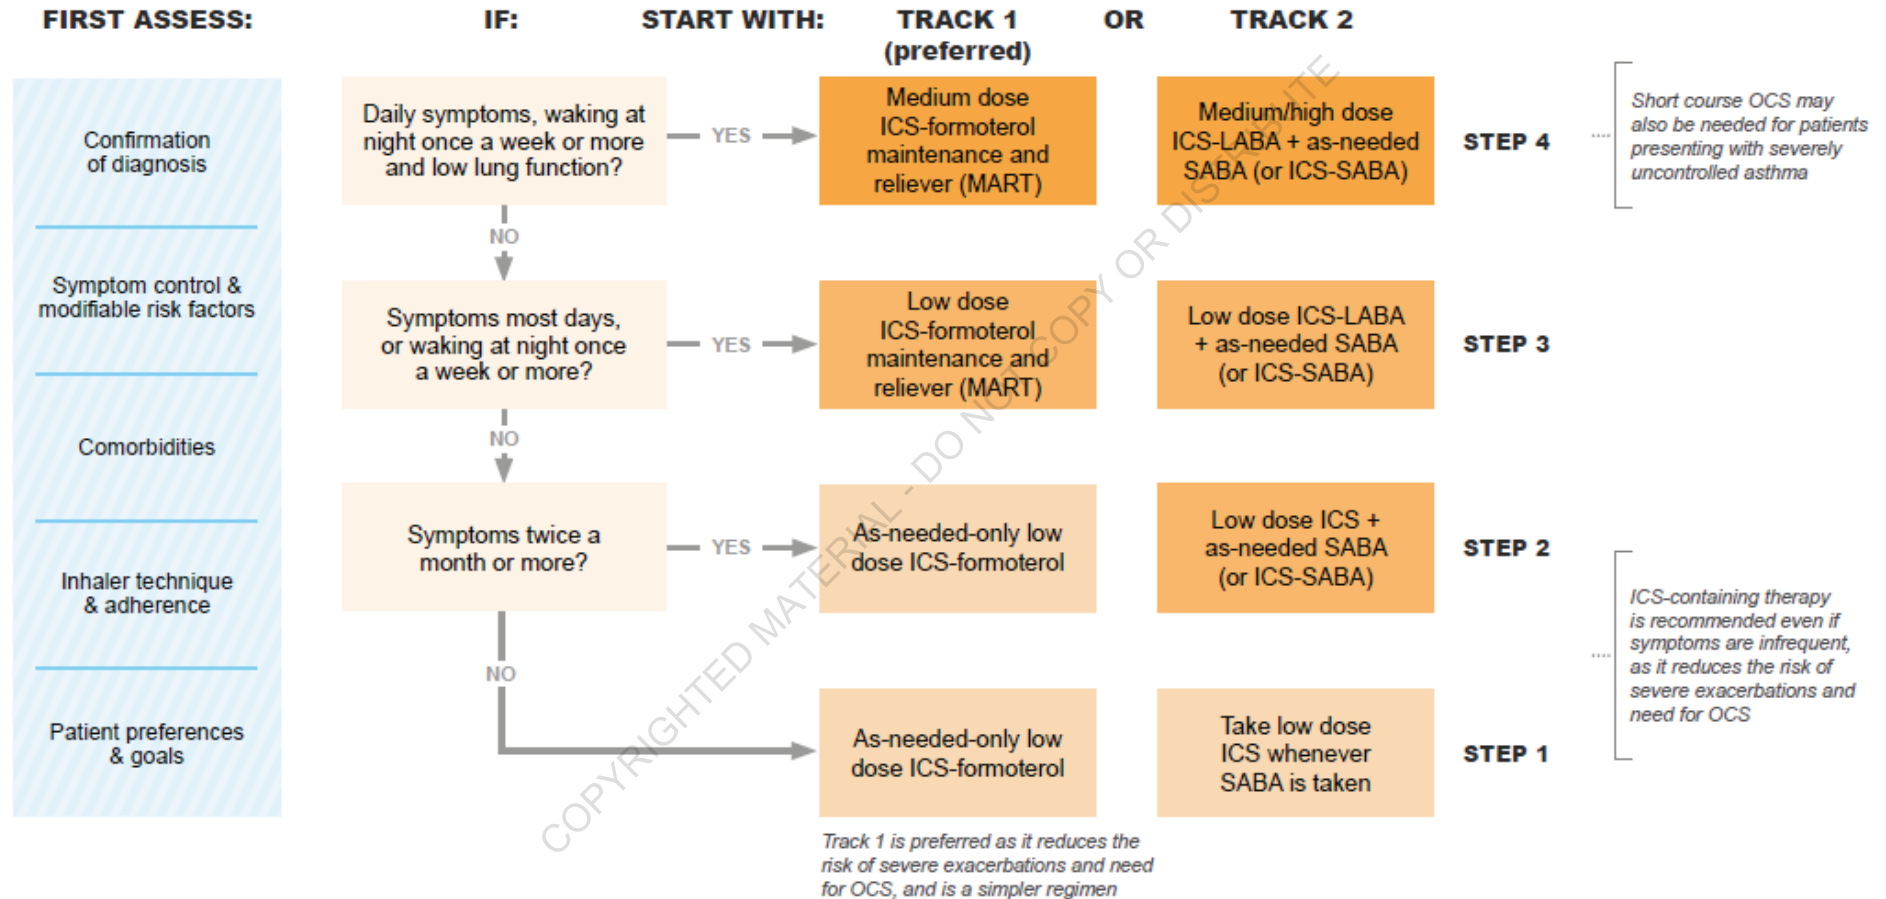 FIRST ASSESS:
IF:
START WITH:
TRACK 1
(preferred)
OR
TRACK 2
Confirmation
of diagnosis
Symptom control &
modifiable risk factors
Comorbidities
Inhaler technique
& adherence
Patient preferences
& goals
Daily symptoms, waking at
night once a week or more
and low lung function?
YES
Medium dose
ICS-formoterol
maintenance and
reliever (MART)
Medium/high dose
ICS-LABA + as-needed
SABA (or ICS-SABA)
STEP 4
Short course OCS may
also be needed for patients
presenting with severely
uncontrolled asthma
NO
Symptoms most days,
or waking at night once
a week or more?
YES
Low dose
ICS-formoterol
maintenance and
reliever (MART)
Low dose ICS-LABA
+ as-needed SABA
(or ICS-SABA)
STEP 3
NO
Symptoms twice a
month or more?
YES
As-needed-only low
dose ICS-formoterol
Low dose ICS +
as-needed SABA
(or ICS-SABA)
STEP 2
ICS-containing therapy
is recommended even if
symptoms are infrequent,
as it reduces the risk of
severe exacerbations and
need for OCS
NO
As-needed-only low
dose ICS-formoterol
Take low dose
ICS whenever
SABA is taken
STEP 1
Track 1 is preferred as it reduces the
risk of severe exacerbations and need
for OCS, and is a simpler regimen
COPYRIGHTED MATERIAL - DO NOT COPY OR DISTRIBUTE